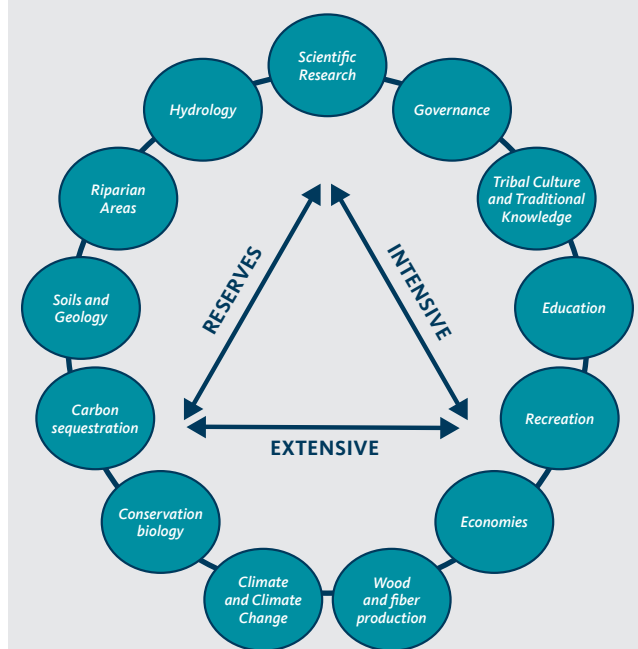 Scientific
Research
Governance
Tribal Culture
and Traditional
Knowledge
Education
Recreation
Economies
Wood
and fiber
production
Climate
and Climate
Change
Conservation
biology
Carbon
sequestration
Soils and
Geology
Riparian
Areas
Hydrology
RESERVES
INTENSIVE
EXTENSIVE